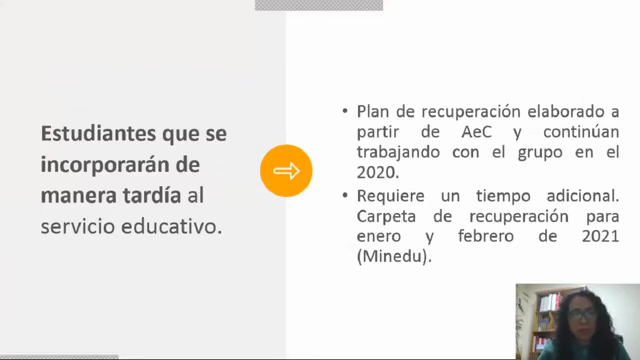 Estudiantes que se
incorporarán de
manera tardía al
servicio educativo.
• Plan de recuperación elaborado a
partir de AeC y continúan
trabajando con el grupo en el
2020.
• Requiere un tiempo adicional.
Carpeta de recuperación para
enero y febrero de 2021
(Minedu).